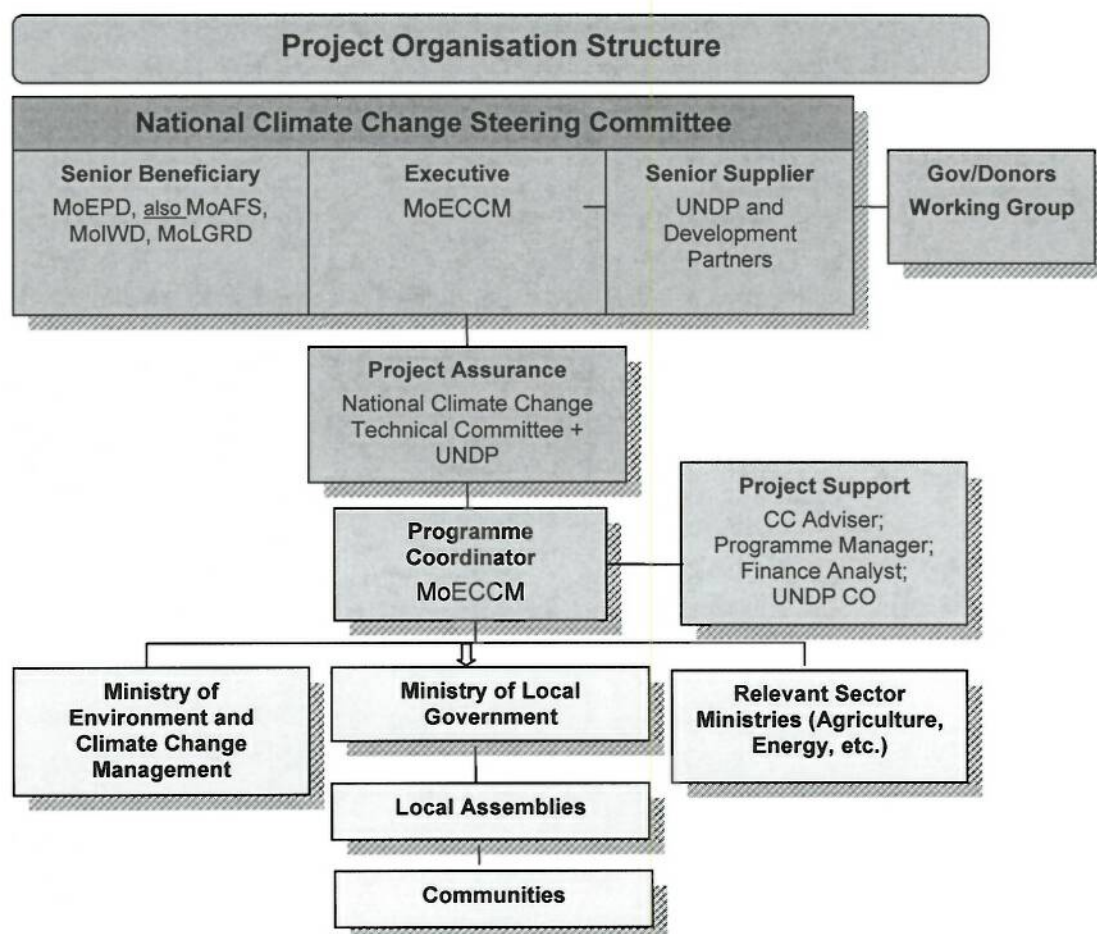 Project Organisation Structure
National Climate Change Steering Committee
Senior Beneficiary
MoEPD, also MoAFS,
MoIWD, MoLGRD
Executive
MoECCM
Senior Supplier
UNDP and
Development
Partners
Gov/Donors
Working Group
Project Assurance
National Climate Change
Technical Committee +
UNDP
Project Support
CC Adviser;
Programme Manager;
Finance Analyst;
UNDP CO
Programme
Coordinator
MoECCM
Ministry of
Environment and
Climate Change
Management
Ministry of Local
Government
Relevant Sector
Ministries (Agriculture,
Energy, etc.)
Local Assemblies
Communities